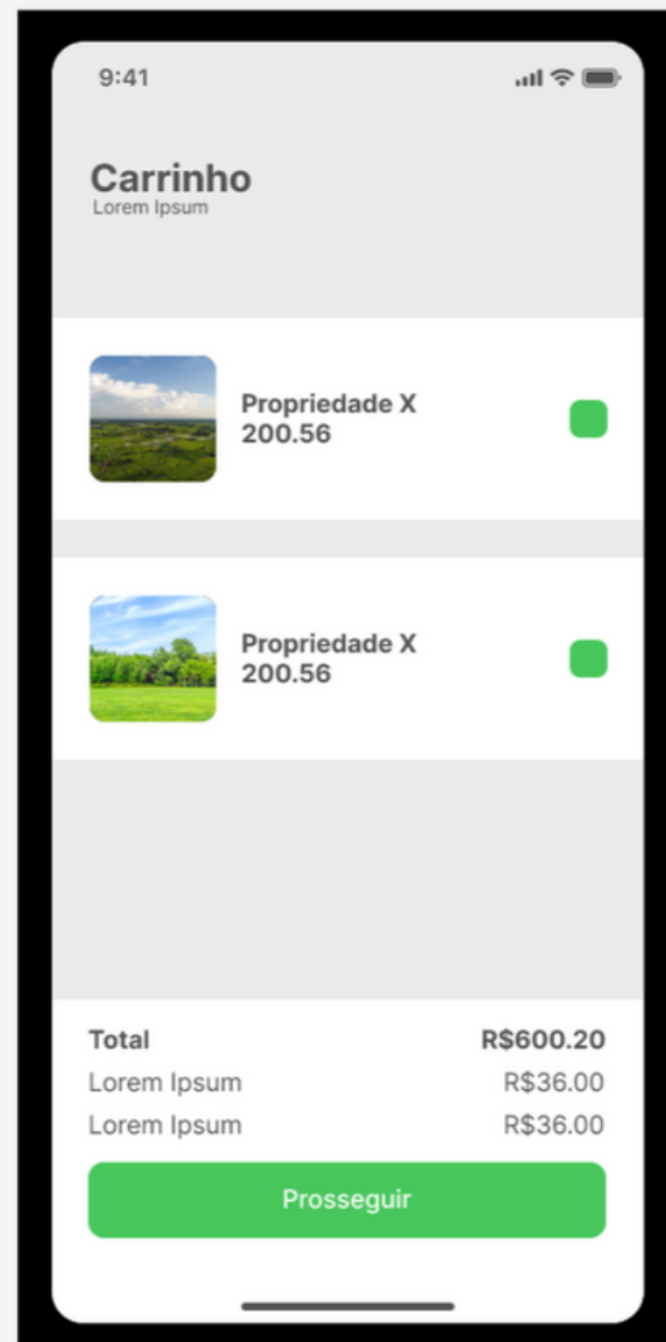 9:41
Carrinho
Lorem Ipsum
Propriedade X
200.56
Propriedade X
200.56
Total R$600.20
Lorem Ipsum R$36.00
Lorem Ipsum R$36.00
Prosseguir